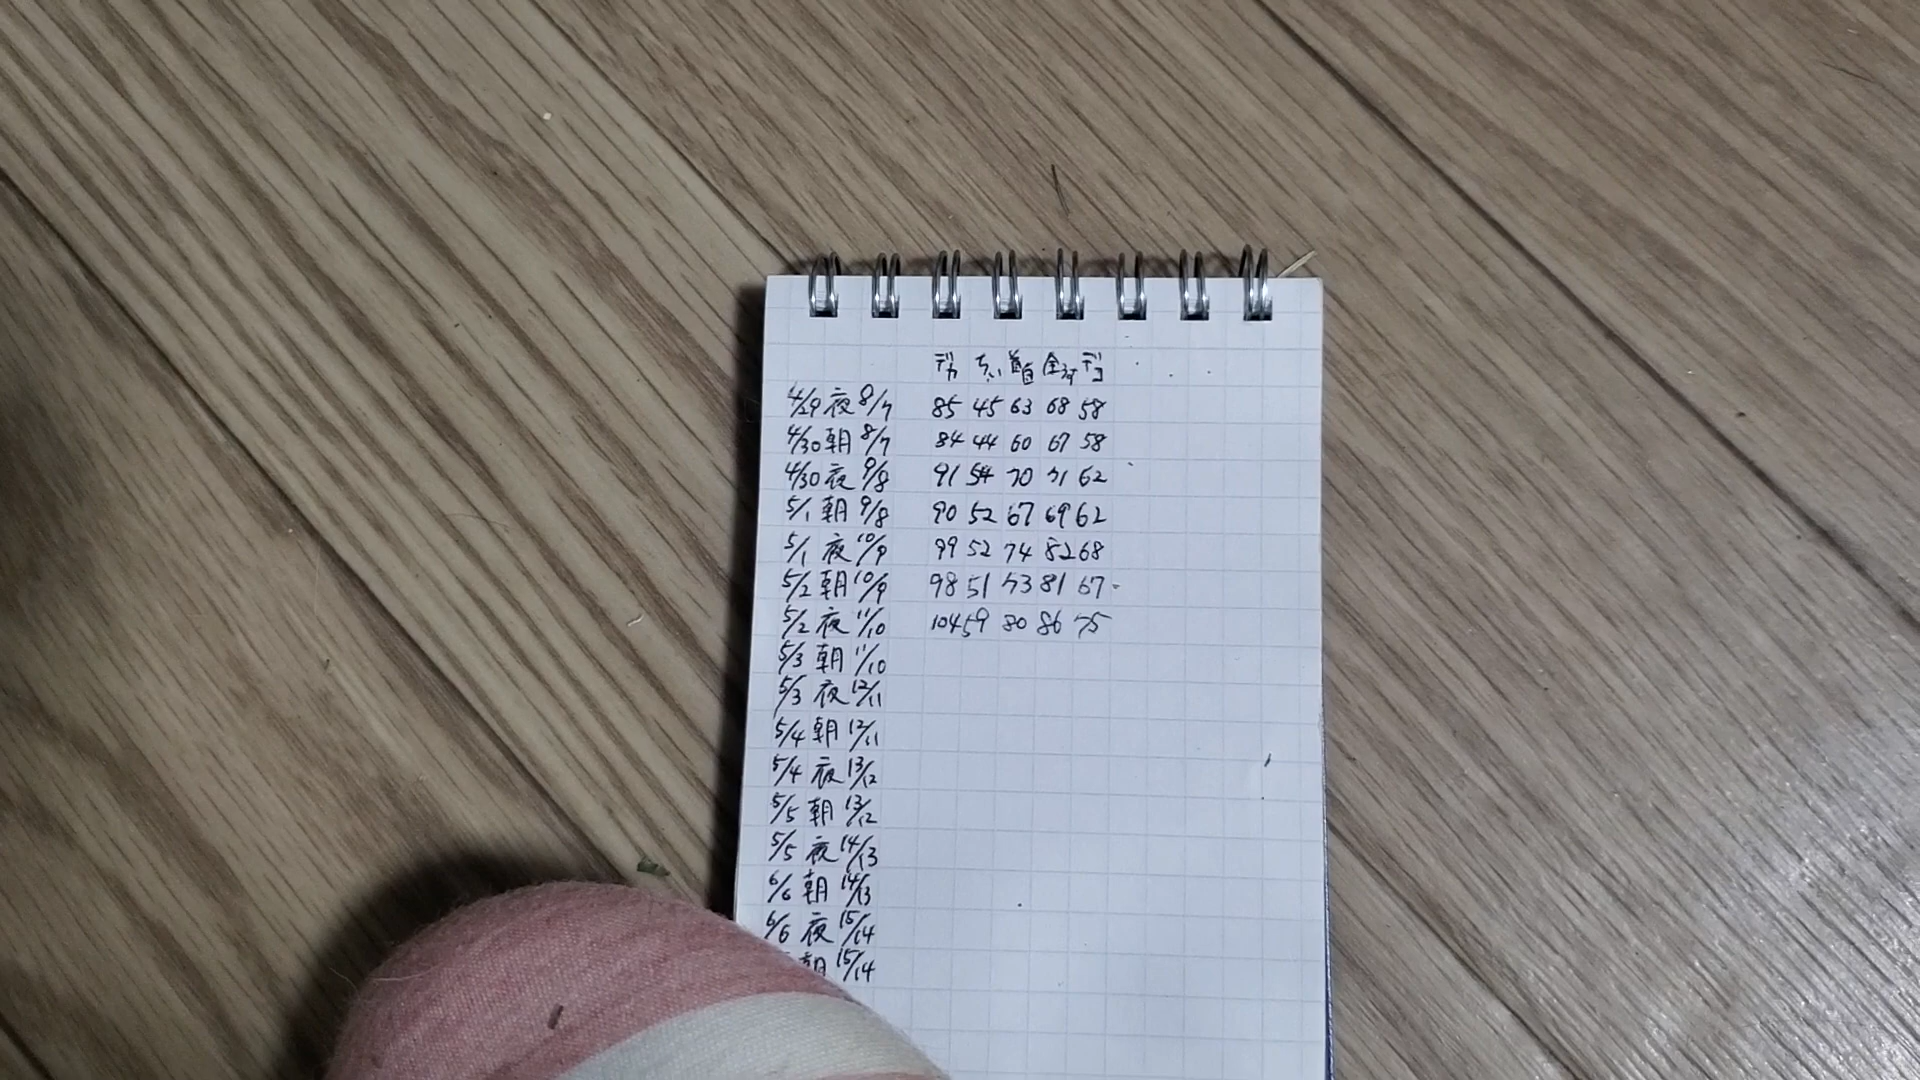 デカ ちい 首白 全身 デコ
4/29 夜 8/7 85 45 63 68 58
4/30 朝 8/7 84 44 60 67 58
4/30 夜 9/8 91 54 70 71 62
5/1 朝 9/8 90 52 67 69 62
5/1 夜 10/9 99 52 74 82 68
5/2 朝 10/9 98 51 73 81 67
5/2 夜 11/10 104 59 80 86 75
5/3 朝 11/10
5/3 夜 12/11
5/4 朝 12/11
5/4 夜 13/12
5/5 朝 13/12
5/5 夜 14/13
6/6 朝 14/13
6/6 夜 15/14
朝 15/14